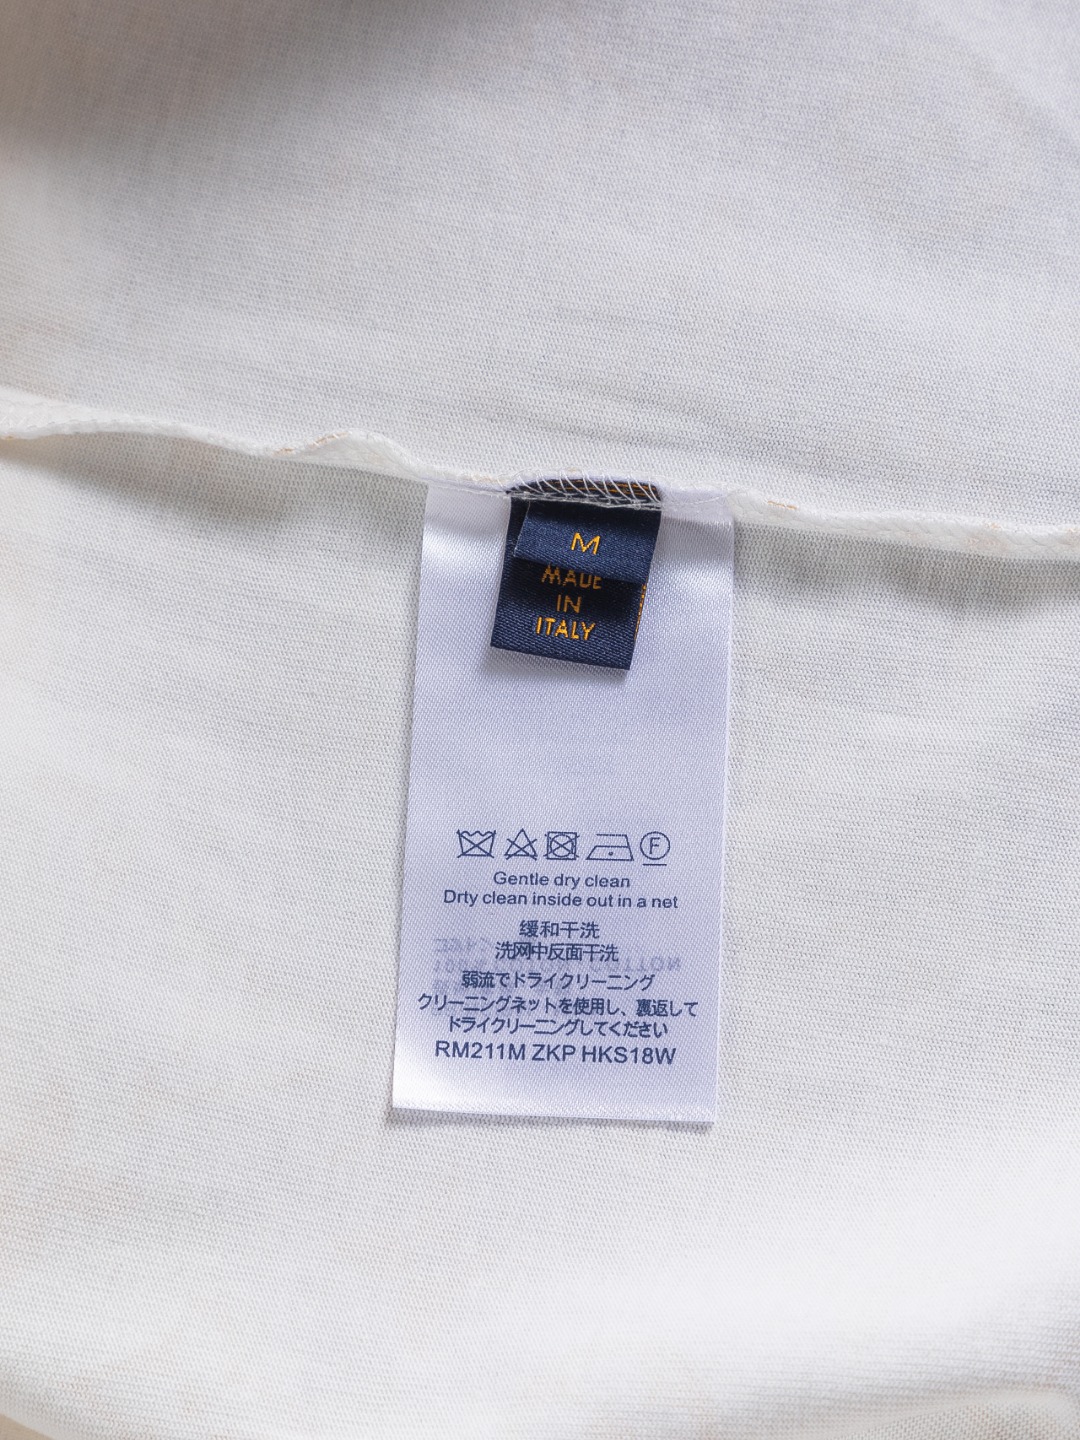 M
MADE
IN
ITALY
F
Gentle dry clean
Drty clean inside out in a net
缓和干洗
洗网中反面干洗
弱流でドライクリーニング
クリーニングネットを使用し、裏返して
ドライクリーニングしてください
RM211M ZKP HKS18W